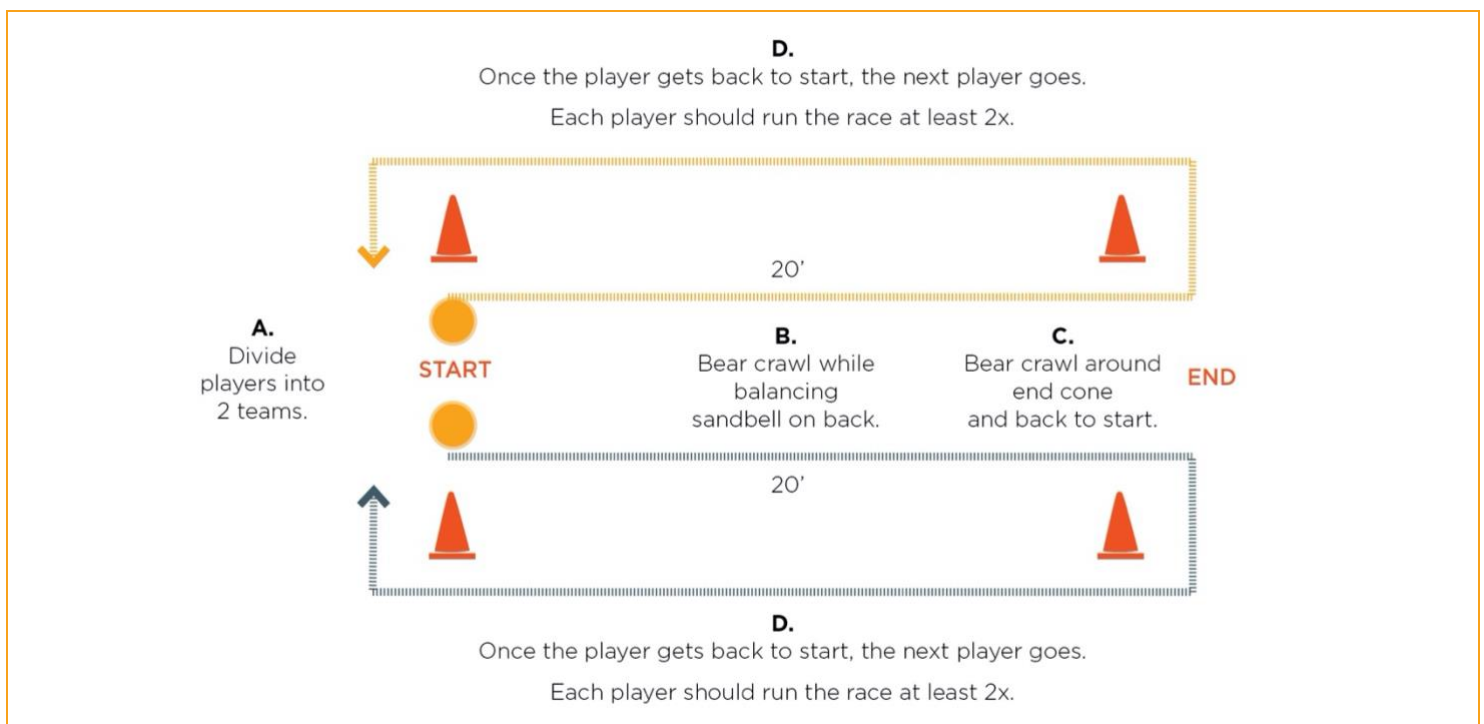 D.
Once the player gets back to start, the next player goes.
Each player should run the race at least 2x.
20’
A.
Divide
players into
2 teams.
START
B.
Bear crawl while
balancing
sandbell on back.
C.
Bear crawl around
end cone
and back to start.
END
20’
D.
Once the player gets back to start, the next player goes.
Each player should run the race at least 2x.